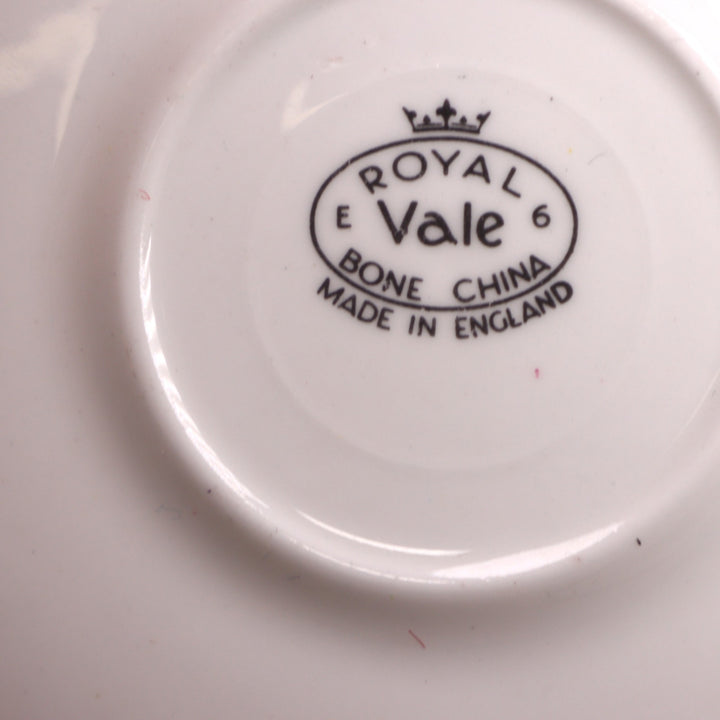 ROYAL
E Vale 6
BONE CHINA
MADE IN ENGLAND